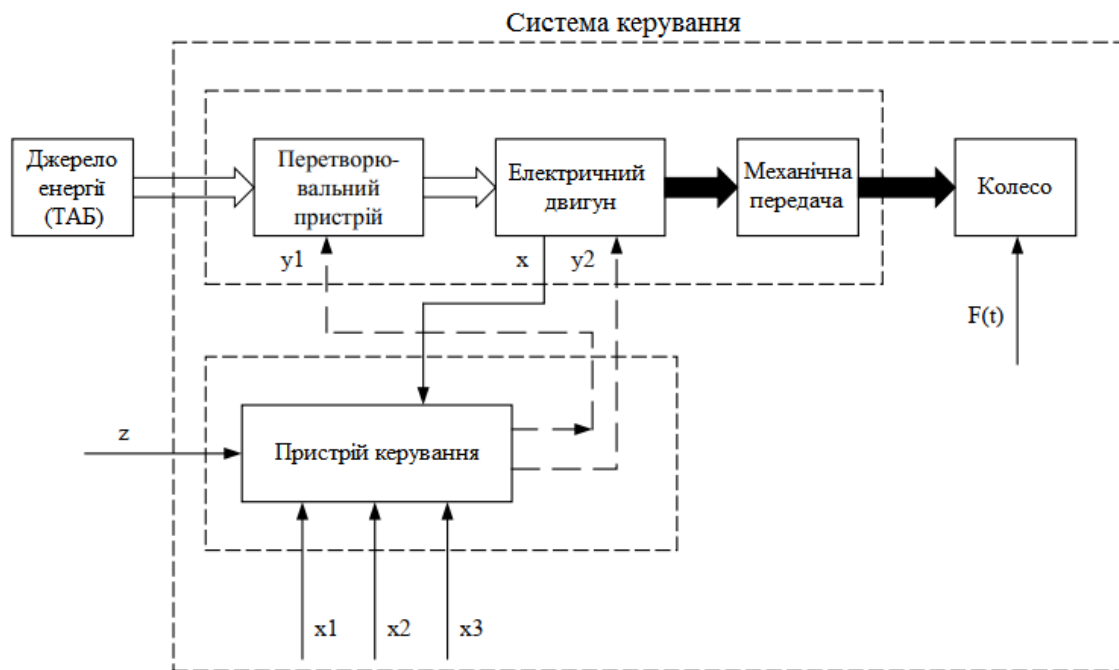 Система керування
Джерело
енергії
(ТАБ)
Перетворю-
вальний
пристрій
Електричний
двигун
Механічна
передача
Колесо
y1
x
y2
F(t)
z
Пристрій керування
x1
x2
x3